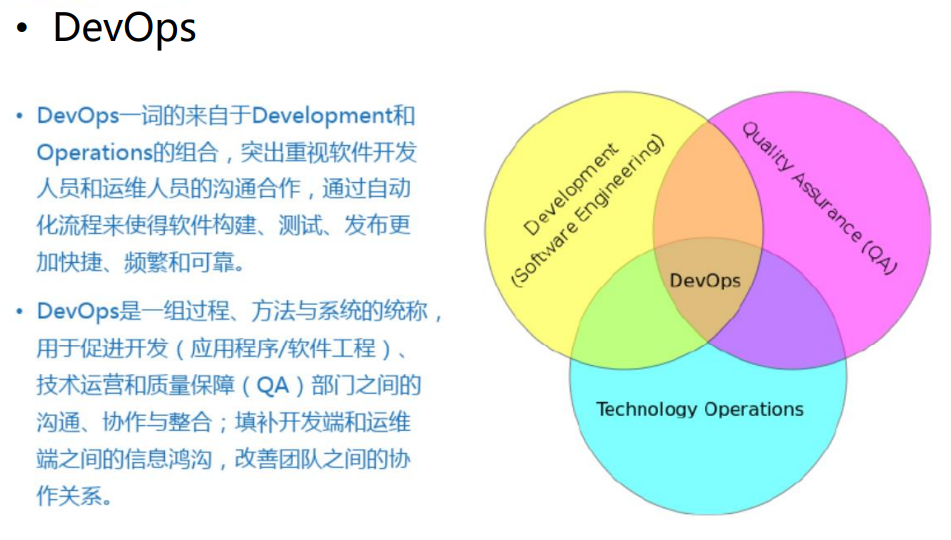 • DevOps
• DevOps一词的来自于Development和
Operations的组合，突出重视软件开发
人员和运维人员的沟通合作，通过自动
化流程来使得软件构建、测试、发布更
加快捷、频繁和可靠。
• DevOps是一组过程、方法与系统的统称，
用于促进开发（应用程序/软件工程）、
技术运营和质量保障（QA）部门之间的
沟通、协作与整合；填补开发端和运维
端之间的信息鸿沟，改善团队之间的协
作关系。
Development
(Software Engineering)
Quality Assurance (QA)
DevOps
Technology Operations